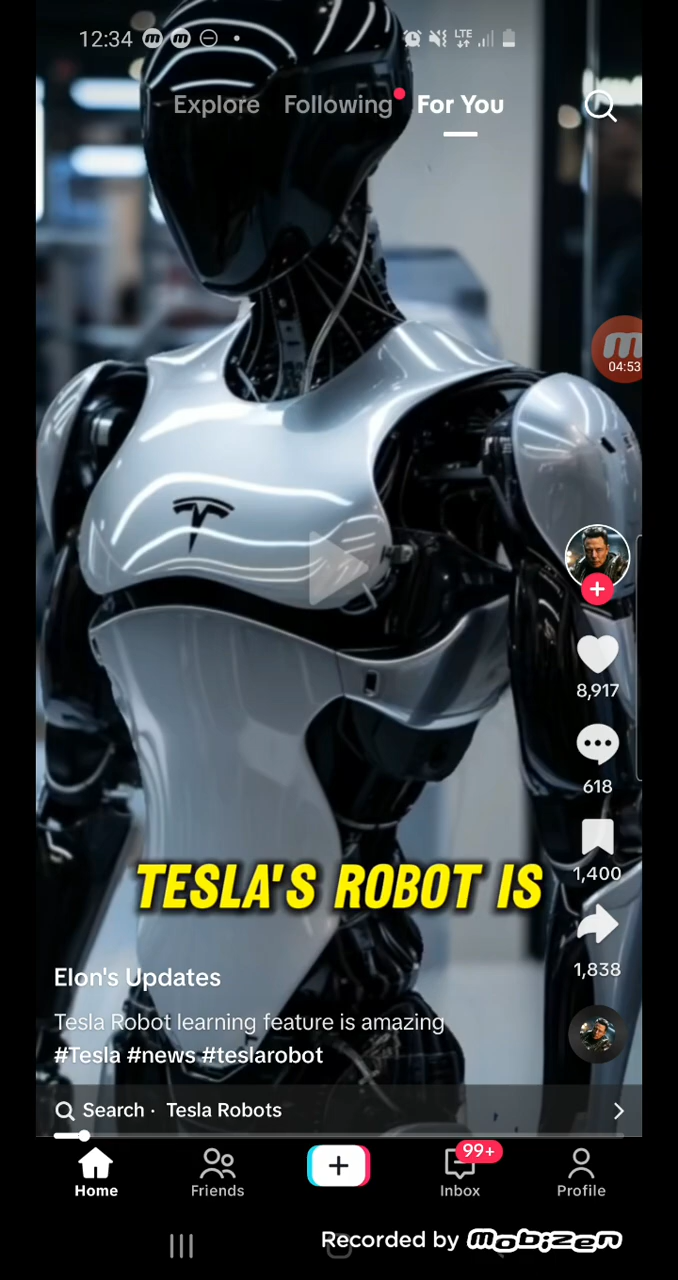 12:34
LTE
Explore
Following
For You
04:53
8,917
618
TESLA'S ROBOT IS
1,400
Elon's Updates
1,838
Tesla Robot learning feature is amazing
#Tesla #news #teslarobot
Search · Tesla Robots
99+
Home
Friends
Inbox
Profile
Recorded by mobizen